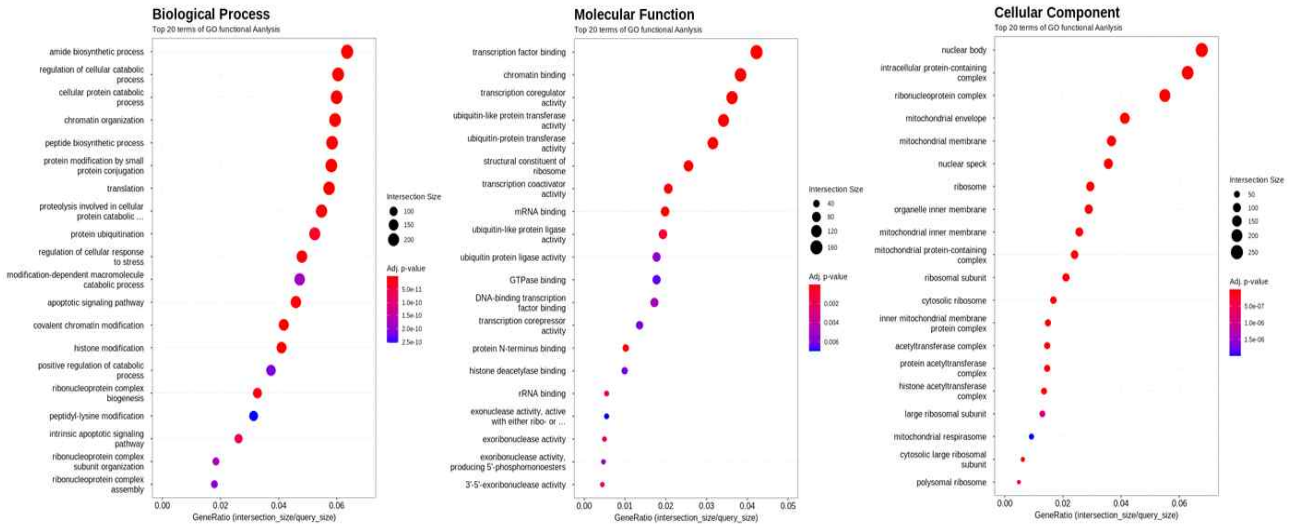 Biological Process
Top 20 terms of GO functional Aanlysis
amide biosynthetic process
regulation of cellular catabolic
process
cellular protein catabolic
process
chromatin organization
peptide biosynthetic process
protein modification by small
protein conjugation
translation
proteolysis involved in cellular
protein catabolic ...
protein ubiquitination
regulation of cellular response
to stress
modification-dependent macromolecule
catabolic process
apoptotic signaling pathway
covalent chromatin modification
histone modification
positive regulation of catabolic
process
ribonucleoprotein complex
biogenesis
peptidyl-lysine modification
intrinsic apoptotic signaling
pathway
ribonucleoprotein complex
subunit organization
ribonucleoprotein complex
assembly
0.00 0.02 0.04 0.06
GeneRatio (intersection_size/query_size)
Intersection Size
100
150
200
Adj. p-value
5.0e-11
1.0e-10
1.5e-10
2.0e-10
2.5e-10
Molecular Function
Top 20 terms of GO functional Aanlysis
transcription factor binding
chromatin binding
transcription coregulator
activity
ubiquitin-like protein transferase
activity
ubiquitin-protein transferase
activity
structural constituent of
ribosome
transcription coactivator
activity
mRNA binding
ubiquitin-like protein ligase
activity
ubiquitin protein ligase activity
GTPase binding
DNA-binding transcription
factor binding
transcription corepressor
activity
protein N-terminus binding
histone deacetylase binding
rRNA binding
exonuclease activity, active
with either ribo- or ...
exoribonuclease activity
exoribonuclease activity,
producing 5'-phosphomonoesters
3'-5'-exoribonuclease activity
0.00 0.01 0.02 0.03 0.04 0.05
GeneRatio (intersection_size/query_size)
Intersection Size
40
80
120
160
Adj. p-value
0.002
0.004
0.006
Cellular Component
Top 20 terms of GO functional Aanlysis
nuclear body
intracellular protein-containing
complex
ribonucleoprotein complex
mitochondrial envelope
mitochondrial membrane
nuclear speck
ribosome
organelle inner membrane
mitochondrial inner membrane
mitochondrial protein-containing
complex
ribosomal subunit
cytosolic ribosome
inner mitochondrial membrane
protein complex
acetyltransferase complex
protein acetyltransferase
complex
histone acetyltransferase
complex
large ribosomal subunit
mitochondrial respirasome
cytosolic large ribosomal
subunit
polysomal ribosome
0.00 0.02 0.04 0.06
GeneRatio (intersection_size/query_size)
Intersection Size
50
100
150
200
250
Adj. p-value
5.0e-07
1.0e-06
1.5e-06